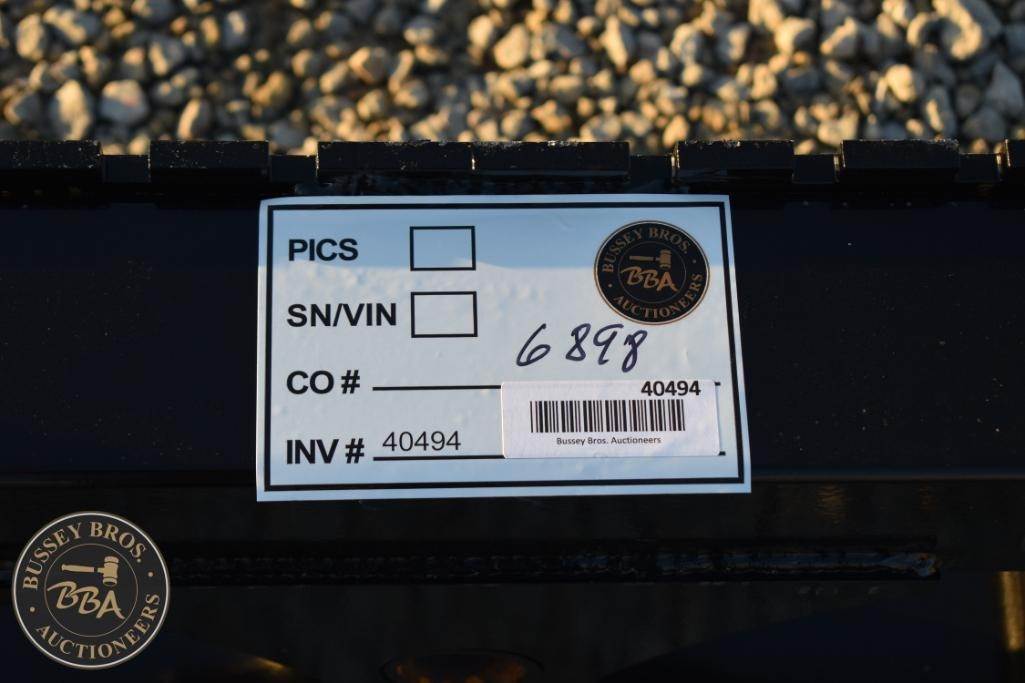 PICS
BUSSEY BROS.
BBA
AUCTIONEERS
SN/VIN
6898
CO #
40494
Bussey Bros. Auctioneers
INV # 40494
BUSSEY BROS.
BBA
AUCTIONEERS